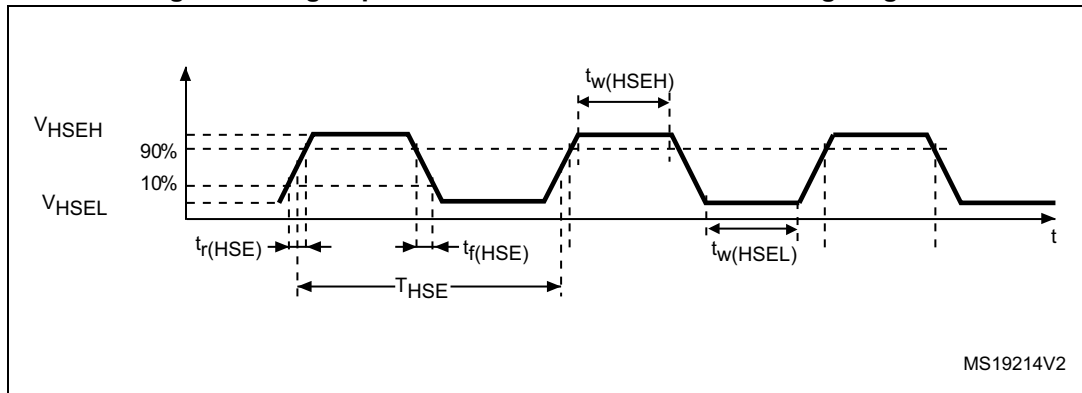 tw(HSEH)
VHSEH
90%
10%
VHSEL
tr(HSE)
tf(HSE)
tw(HSEL)
t
THSE
MS19214V2